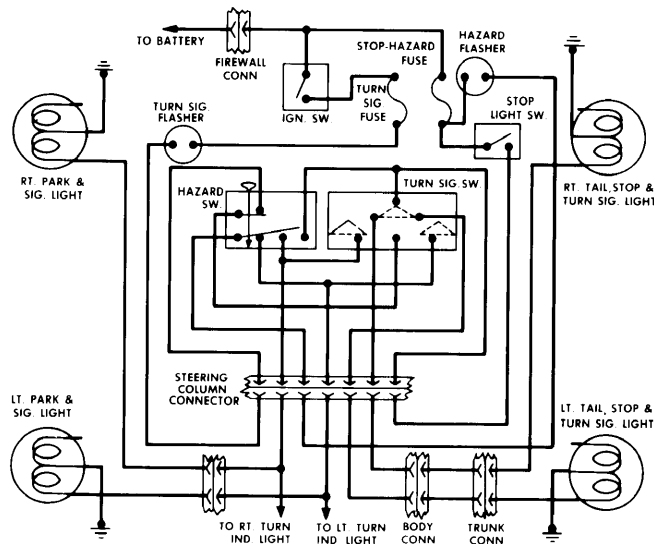 TO BATTERY
FIREWALL
CONN
STOP-HAZARD
FUSE
HAZARD
FLASHER
TURN SIG.
FLASHER
IGN. SW
TURN
SIG
FUSE
STOP
LIGHT SW.
RT. PARK &
SIG. LIGHT
HAZARD
SW.
TURN SIG. SW.
RT. TAIL, STOP &
TURN SIG. LIGHT
STEERING
COLUMN
CONNECTOR
LT. PARK &
SIG. LIGHT
LT. TAIL, STOP &
TURN SIG. LIGHT
TO RT TURN
IND. LIGHT
TO LT TURN
IND. LIGHT
BODY
CONN
TRUNK
CONN